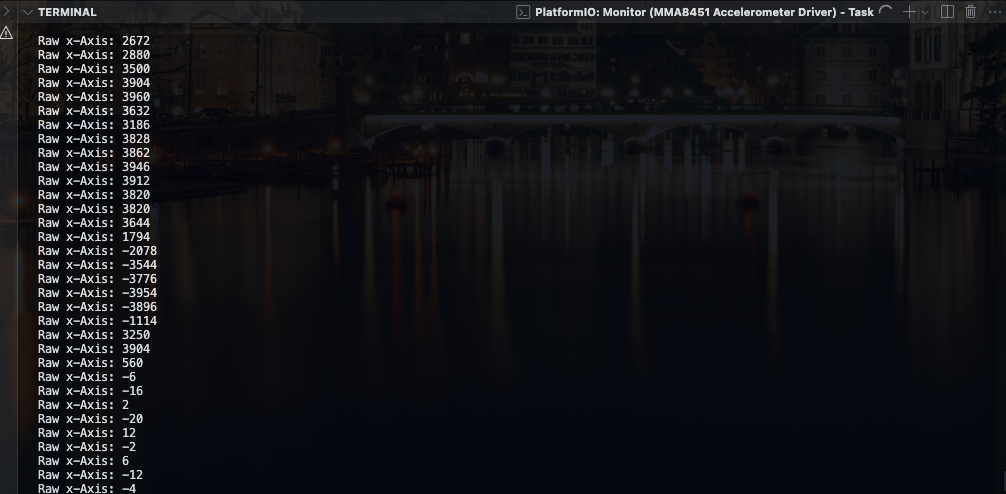 TERMINAL
PlatformIO: Monitor (MMA8451 Accelerometer Driver) - Task
Raw x-Axis: 2672
Raw x-Axis: 2880
Raw x-Axis: 3500
Raw x-Axis: 3904
Raw x-Axis: 3960
Raw x-Axis: 3632
Raw x-Axis: 3186
Raw x-Axis: 3828
Raw x-Axis: 3862
Raw x-Axis: 3946
Raw x-Axis: 3912
Raw x-Axis: 3820
Raw x-Axis: 3820
Raw x-Axis: 3644
Raw x-Axis: 1794
Raw x-Axis: -2078
Raw x-Axis: -3544
Raw x-Axis: -3776
Raw x-Axis: -3954
Raw x-Axis: -3896
Raw x-Axis: -1114
Raw x-Axis: 3250
Raw x-Axis: 3904
Raw x-Axis: 560
Raw x-Axis: -6
Raw x-Axis: -16
Raw x-Axis: 2
Raw x-Axis: -20
Raw x-Axis: 12
Raw x-Axis: -2
Raw x-Axis: 6
Raw x-Axis: -12
Raw x-Axis: -4